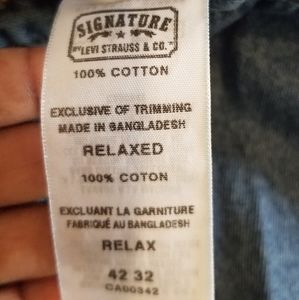 SIGNATURE
BY LEVI STRAUSS & CO.™
100% COTTON
EXCLUSIVE OF TRIMMING
MADE IN BANGLADESH
RELAXED
100% COTON
EXCLUANT LA GARNITURE
FABRIQUÉ AU BANGLADESH
RELAX
42 32
CA00342